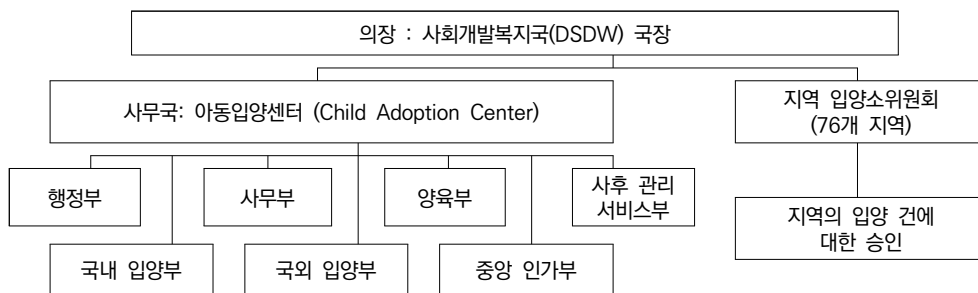 의장 : 사회개발복지국(DSDW) 국장
사무국: 아동입양센터 (Child Adoption Center)
지역 입양소위원회
(76개 지역)
행정부
사무부
양육부
사후 관리
서비스부
지역의 입양 건에
대한 승인
국내 입양부
국외 입양부
중앙 인가부